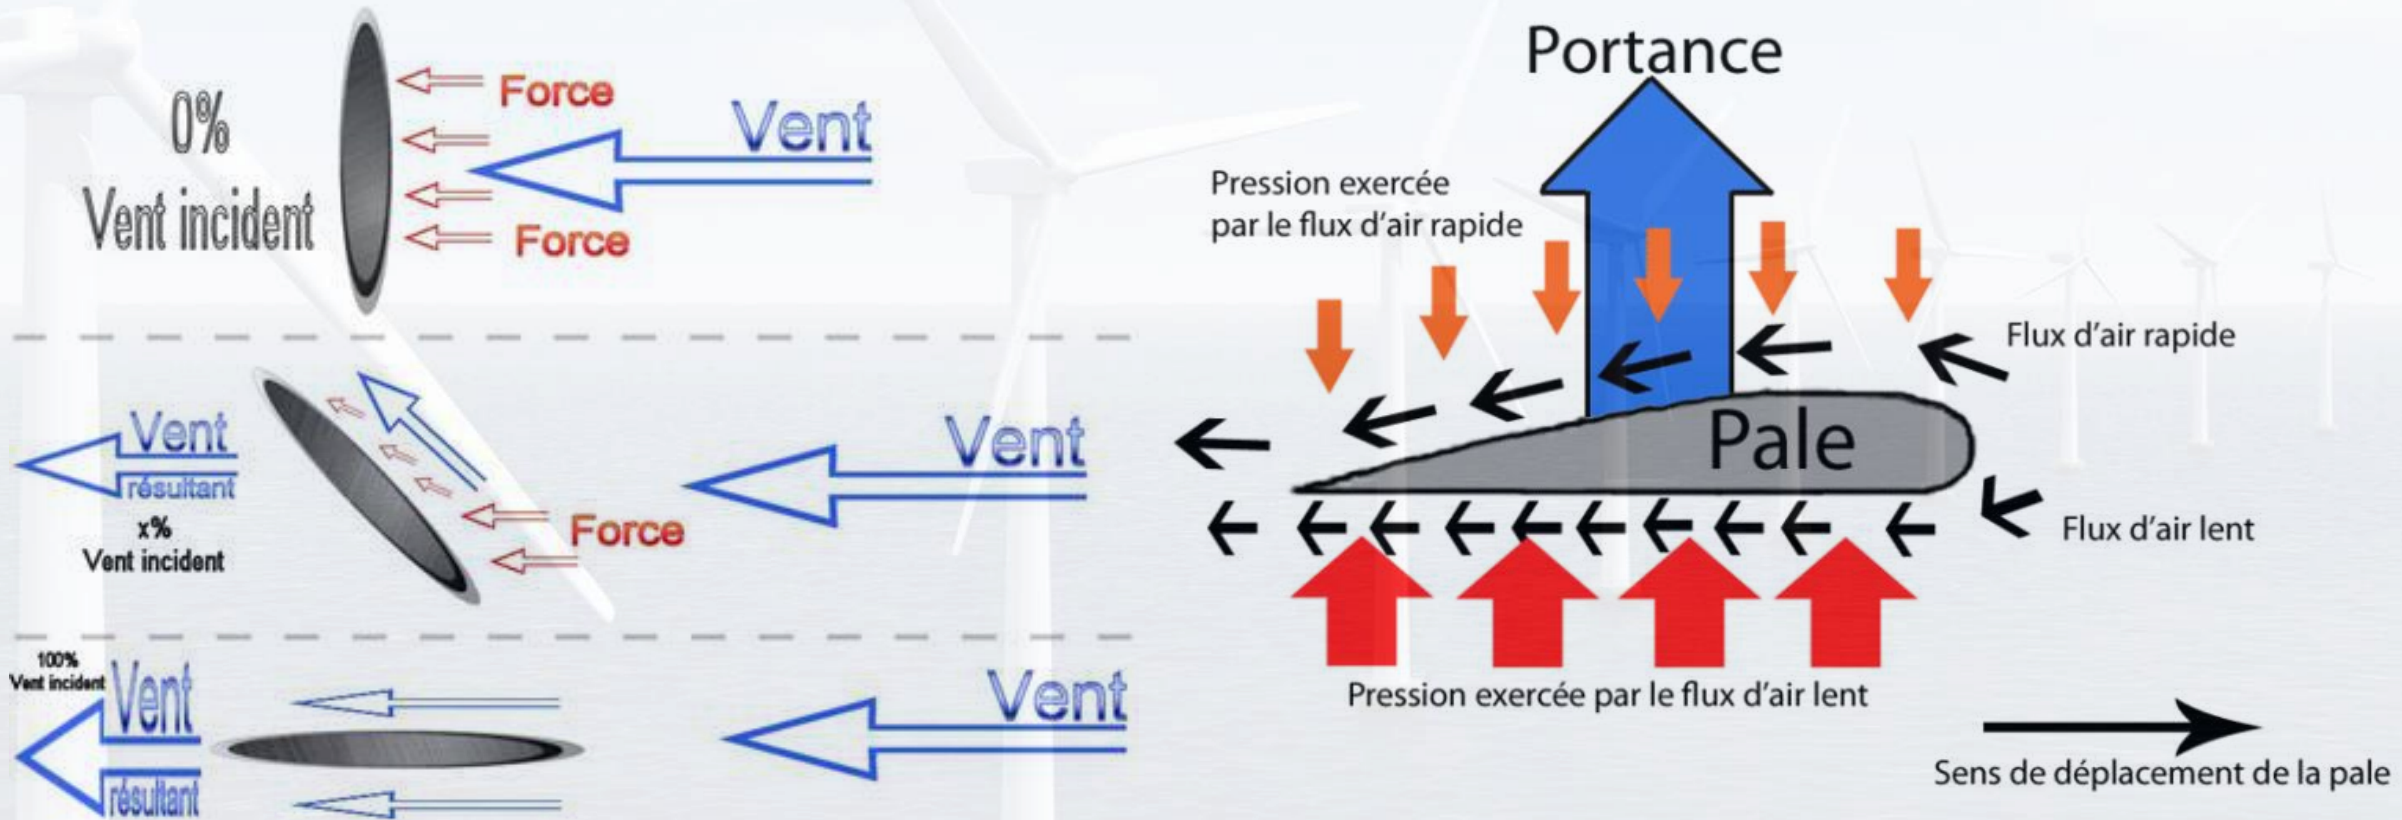 0%
Vent incident
Force
Force
Vent
Vent
résultant
x%
Vent incident
Force
Vent
100%
Vent incident
Vent
résultant
Vent
Portance
Pression exercée
par le flux d'air rapide
Flux d'air rapide
Pale
Flux d'air lent
Pression exercée par le flux d'air lent
Sens de déplacement de la pale